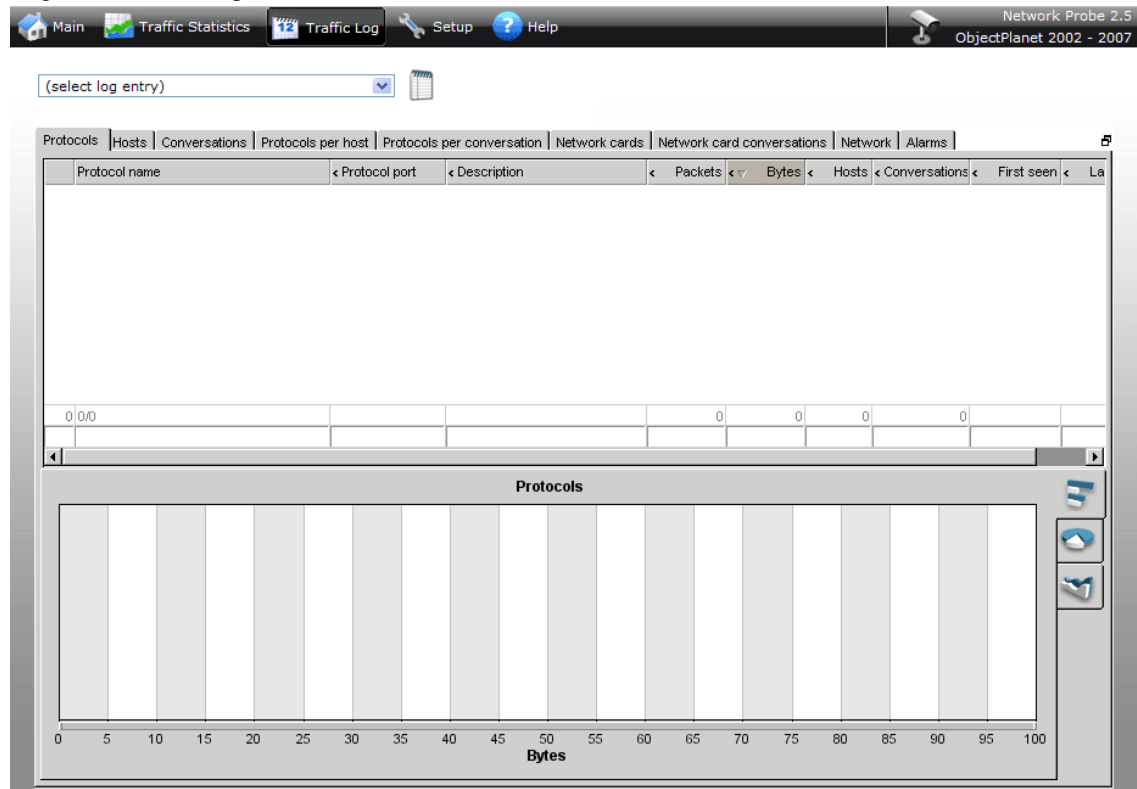 Main Traffic Statistics 12 Traffic Log Setup ? Help Network Probe 2.5
ObjectPlanet 2002 - 2007
(select log entry)
Protocols Hosts Conversations Protocols per host Protocols per conversation Network cards Network card conversations Network Alarms
Protocol name < Protocol port < Description < Packets < Bytes < Hosts < Conversations < First seen < La
0 0/0 0 0 0 0
Protocols
0 5 10 15 20 25 30 35 40 45 50 55 60 65 70 75 80 85 90 95 100
Bytes